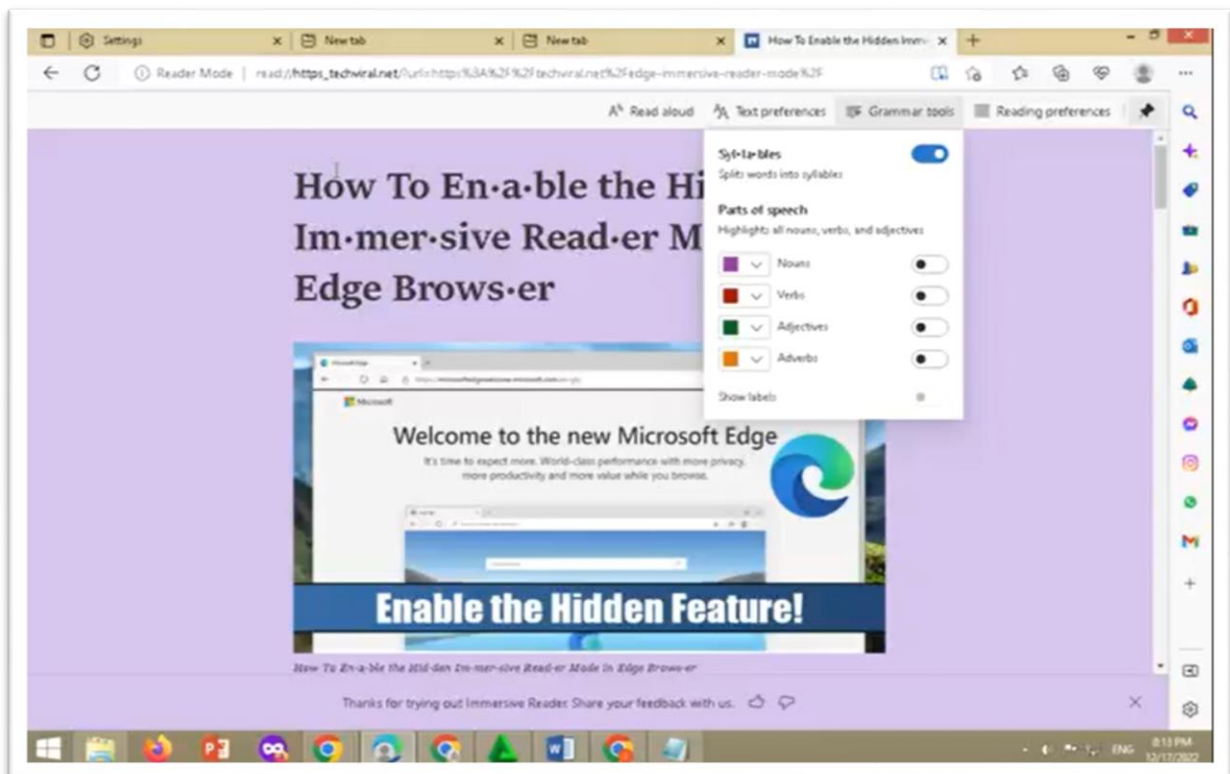 Settings
New tab
New tab
How To Enable the Hidden Imm
Reader Mode
read://https_techviral.net/?url=https%3A%2F%2Ftechviral.net%2Fedge-immersive-reader-mode%2F
Read aloud
Text preferences
Grammar tools
Reading preferences
How To En·a·ble the Hi
Im·mer·sive Read·er M
Edge Brows·er
Syl·la·bles
Splits words into syllables
Parts of speech
Highlights all nouns, verbs, and adjectives
Nouns
Verbs
Adjectives
Adverbs
Show labels
Microsoft
Welcome to the new Microsoft Edge
It's time to expect more. World-class performance with more privacy,
more productivity and more value while you browse.
Enable the Hidden Feature!
How To En·a·ble the Hid·den Im·mer·sive Read·er Mode in Edge Brows·er
Thanks for trying out Immersive Reader. Share your feedback with us.
ENG
8:13 PM
12/17/2022